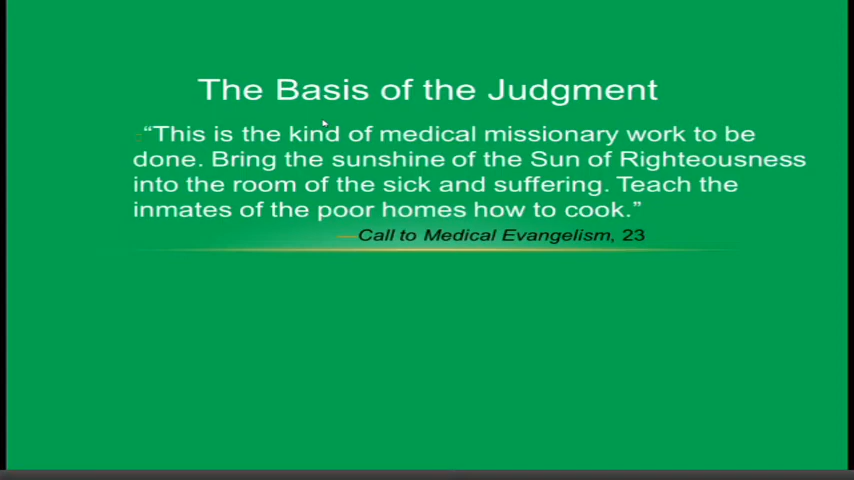 The Basis of the Judgment
“This is the kind of medical missionary work to be
done. Bring the sunshine of the Sun of Righteousness
into the room of the sick and suffering. Teach the
inmates of the poor homes how to cook.”
—Call to Medical Evangelism, 23